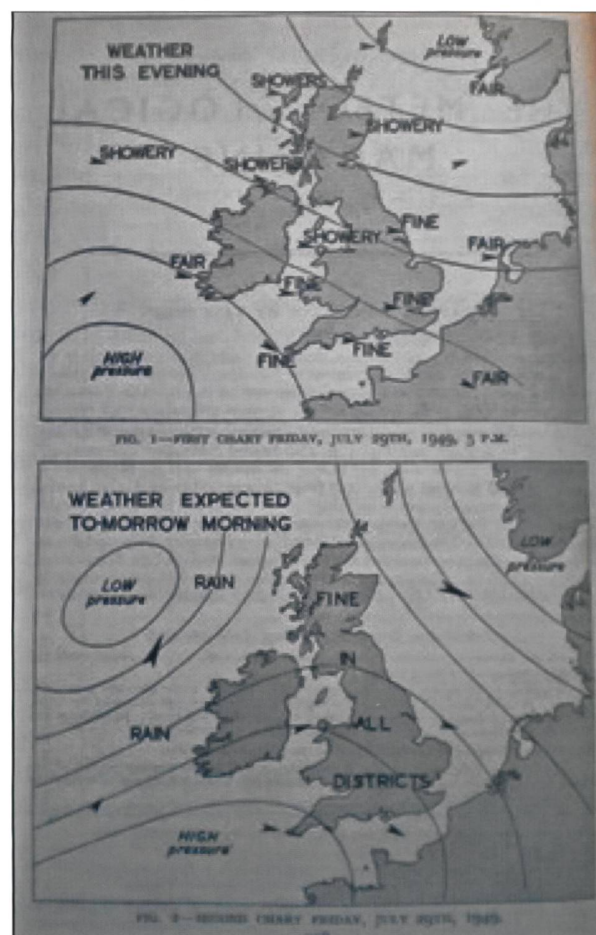 WEATHER
THIS EVENING
LOW
pressure
FAIR
SHOWERS
SHOWERY
SHOWERY
SHOWERY
FINE
SHOWERY
FAIR
FAIR
FINE
FINE
HIGH
pressure
FINE
FINE
FAIR
FIG. 1—FIRST CHART FRIDAY, JULY 29TH, 1949, 5 P.M.
WEATHER EXPECTED
TO-MORROW MORNING
LOW
pressure
RAIN
FINE
LOW
pressure
IN
RAIN
ALL
DISTRICTS
HIGH
pressure
FIG. 2—SECOND CHART FRIDAY, JULY 29TH, 1949.